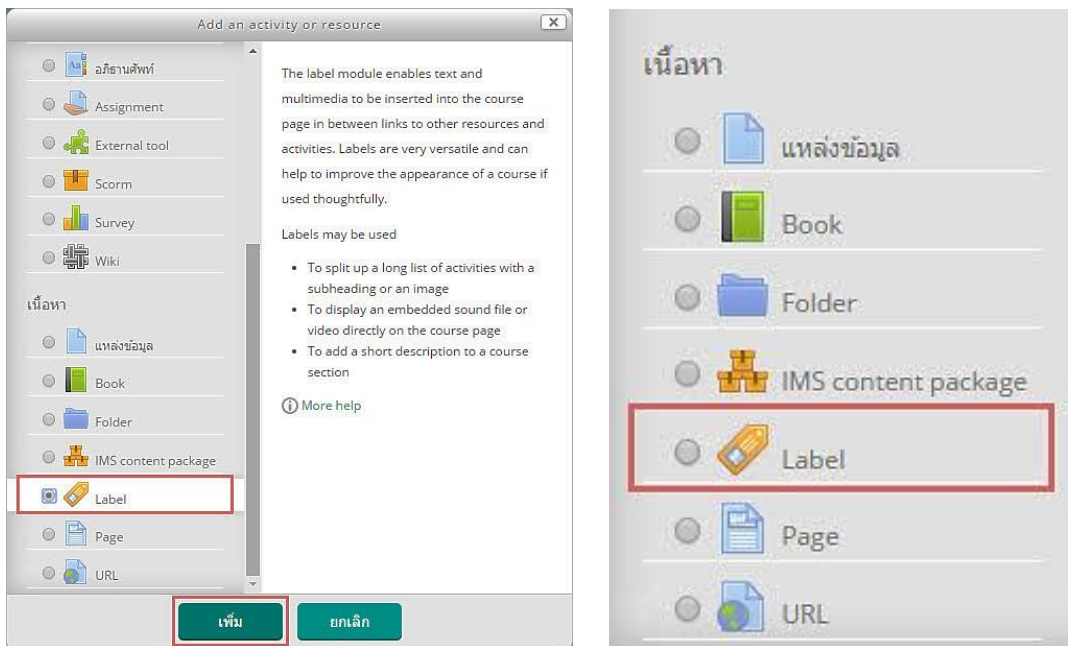 Add an activity or resource
อภิธานศัพท์
Assignment
External tool
Scorm
Survey
Wiki
เนื้อหา
แหล่งข้อมูล
Book
Folder
IMS content package
Label
Page
URL
The label module enables text and
multimedia to be inserted into the course
page in between links to other resources and
activities. Labels are very versatile and can
help to improve the appearance of a course if
used thoughtfully.
Labels may be used
• To split up a long list of activities with a
subheading or an image
• To display an embedded sound file or
video directly on the course page
• To add a short description to a course
section
More help
เพิ่ม
ยกเลิก
เนื้อหา
แหล่งข้อมูล
Book
Folder
IMS content package
Label
Page
URL